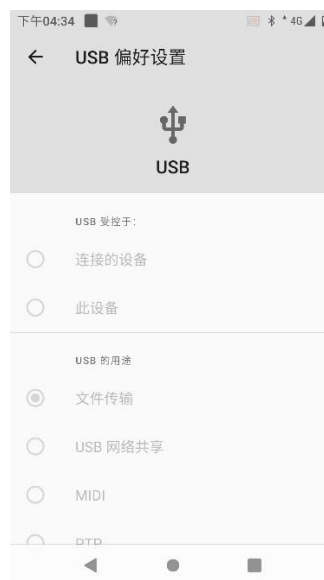 下午04:34 4G
USB 偏好设置
USB
USB 受控于:
连接的设备
此设备
USB 的用途
文件传输
USB 网络共享
MIDI
PTP